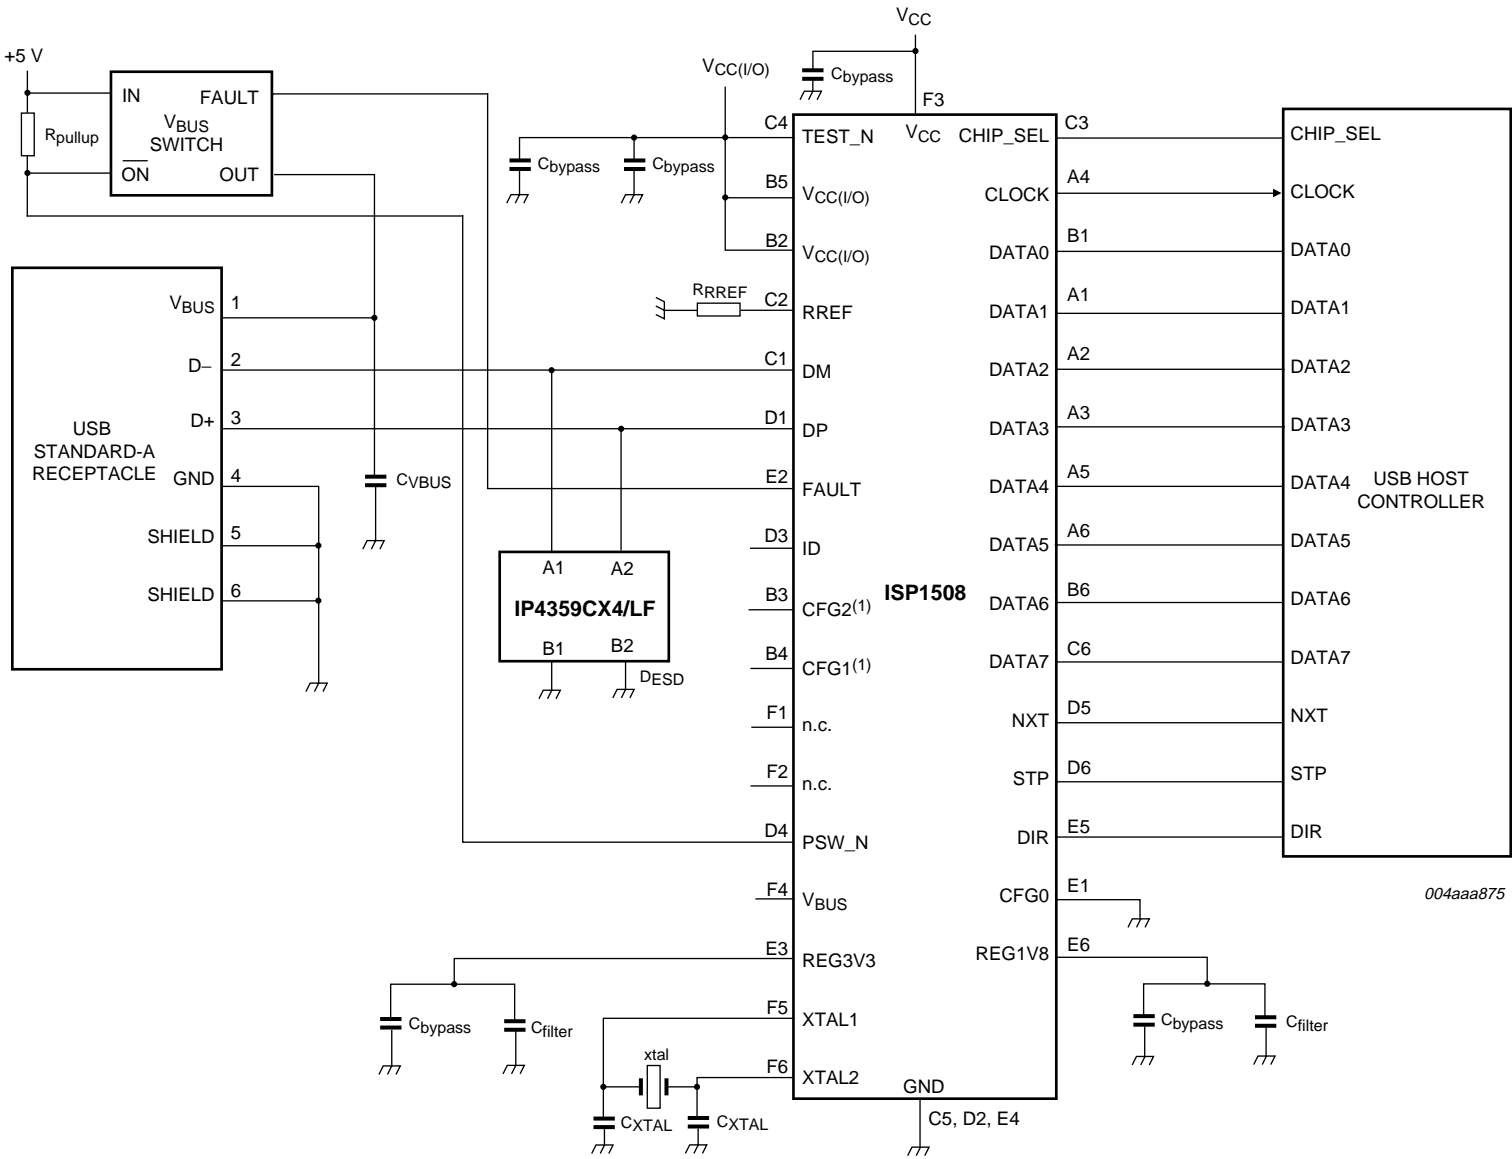 +5 V
IN
FAULT
VBUS
SWITCH
ON
OUT
Rpullup
VCC
VCC(I/O)
Cbypass
Cbypass
Cbypass
F3
VCC
USB
STANDARD-A
RECEPTACLE
VBUS 1
D– 2
D+ 3
GND 4
SHIELD 5
SHIELD 6
CVBUS
A1 A2
IP4359CX4/LF
B1 B2
DESD
ISP1508
C4 TEST_N
B5 VCC(I/O)
B2 VCC(I/O)
RRREF
C2 RREF
C1 DM
D1 DP
E2 FAULT
D3 ID
B3 CFG2(1)
B4 CFG1(1)
F1 n.c.
F2 n.c.
D4 PSW_N
F4 VBUS
E3 REG3V3
F5 XTAL1
F6 XTAL2
Cbypass
Cfilter
xtal
CXTAL
CXTAL
GND
C5, D2, E4
CHIP_SEL C3
CLOCK A4
DATA0 B1
DATA1 A1
DATA2 A2
DATA3 A3
DATA4 A5
DATA5 A6
DATA6 B6
DATA7 C6
NXT D5
STP D6
DIR E5
CFG0 E1
REG1V8 E6
Cbypass
Cfilter
CHIP_SEL
CLOCK
DATA0
DATA1
DATA2
DATA3
DATA4
DATA5
DATA6
DATA7
NXT
STP
DIR
USB HOST
CONTROLLER
004aaa875